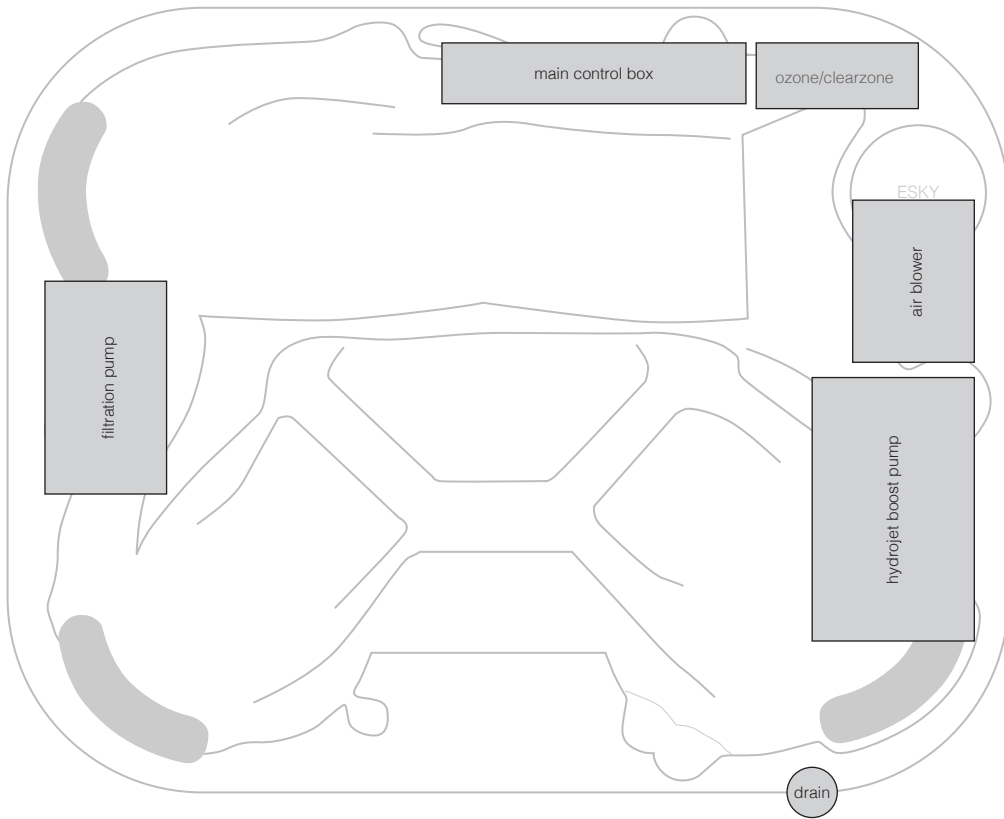 main control box
ozone/clearzone
ESKY
air blower
filtration pump
hydrojet boost pump
drain